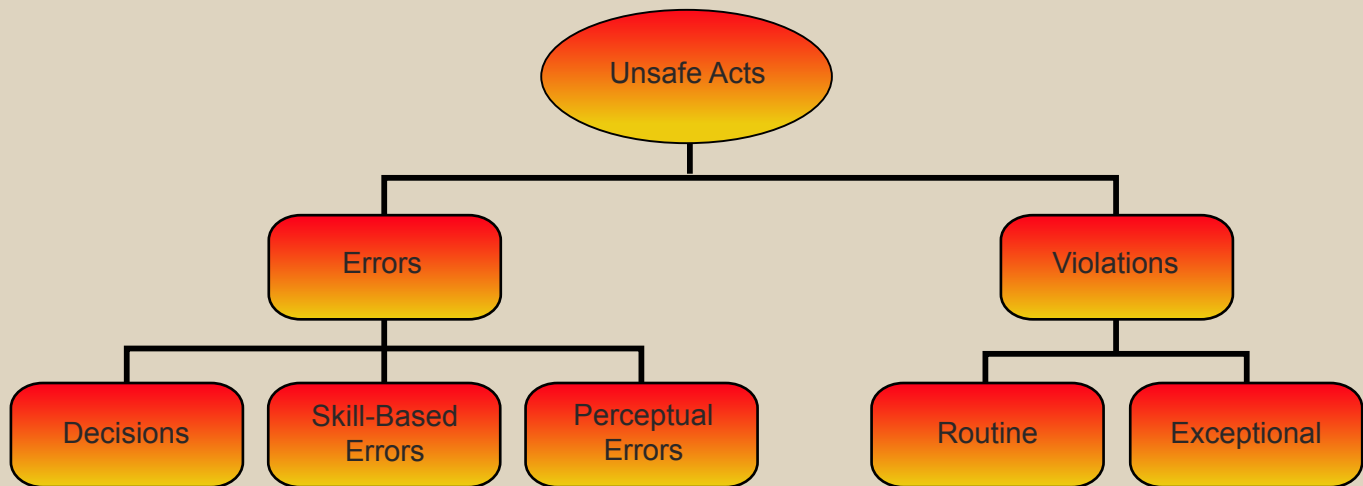 Unsafe Acts
Errors
Violations
Decisions
Skill-Based
Errors
Perceptual
Errors
Routine
Exceptional